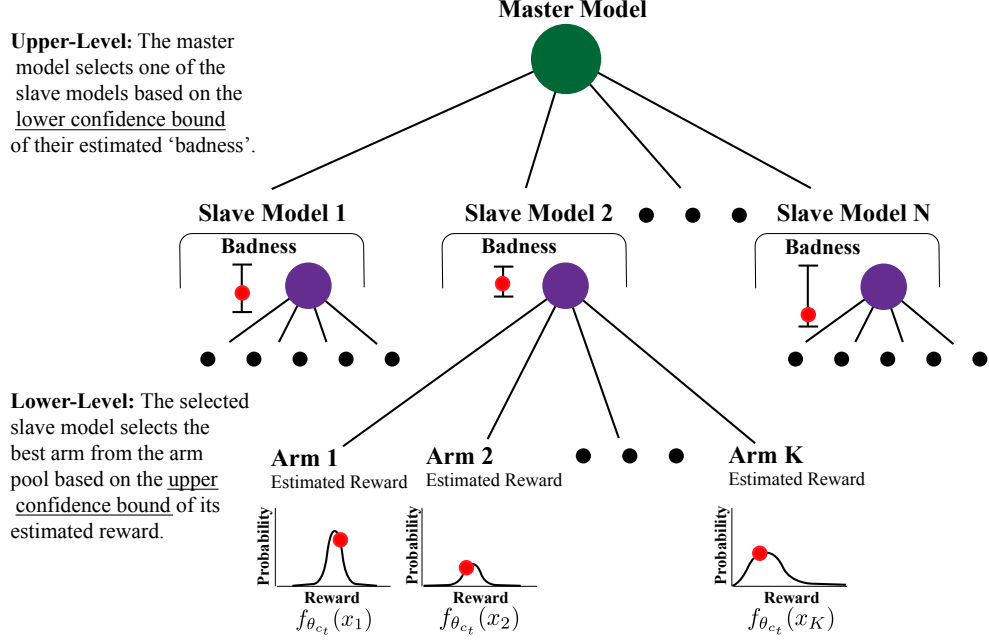 Master Model
Upper-Level: The master
model selects one of the
slave models based on the
lower confidence bound
of their estimated ‘badness’.
Slave Model 1
Slave Model 2
Slave Model N
Badness
Badness
Badness
Lower-Level: The selected
slave model selects the
best arm from the arm
pool based on the upper
confidence bound of its
estimated reward.
Arm 1
Estimated Reward
Arm 2
Estimated Reward
Arm K
Estimated Reward
Probability
Reward
f_{θ_{c_t}}(x_1)
Probability
Reward
f_{θ_{c_t}}(x_2)
Probability
Reward
f_{θ_{c_t}}(x_K)